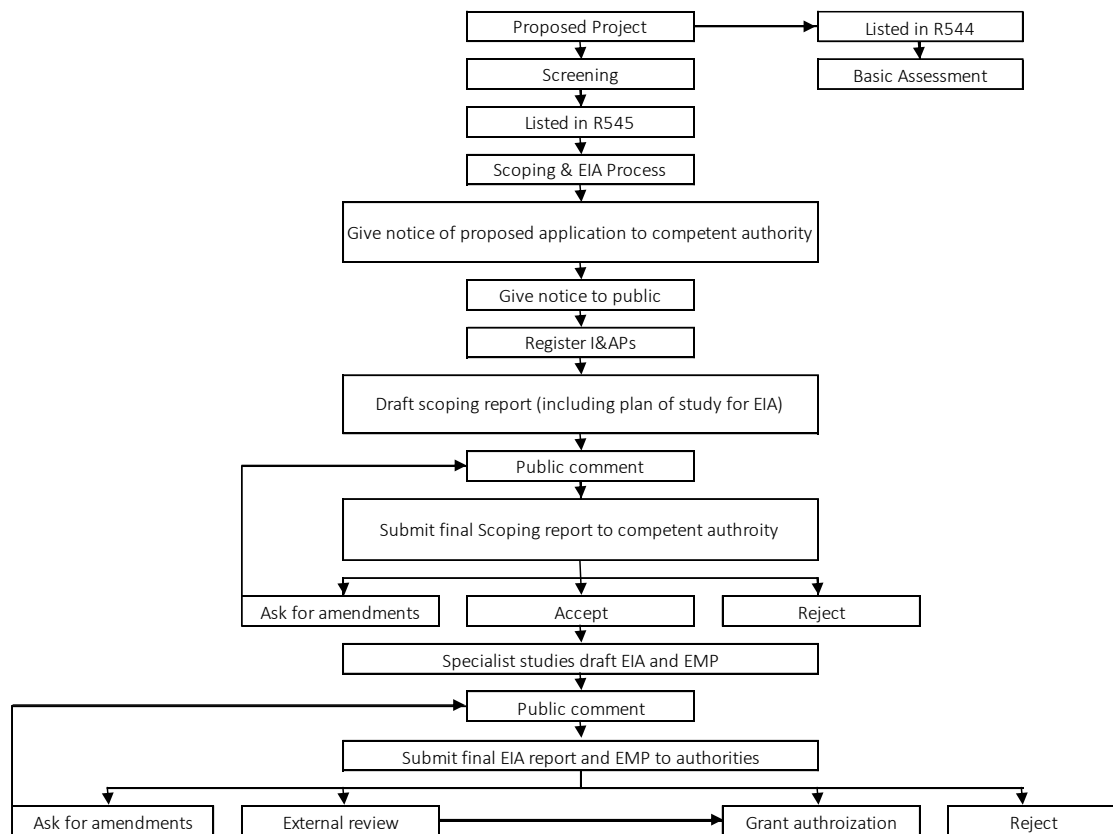 Proposed Project
Listed in R544
Screening
Basic Assessment
Listed in R545
Scoping & EIA Process
Give notice of proposed application to competent authority
Give notice to public
Register I&APs
Draft scoping report (including plan of study for EIA)
Public comment
Submit final Scoping report to competent authroity
Ask for amendments
Accept
Reject
Specialist studies draft EIA and EMP
Public comment
Submit final EIA report and EMP to authorities
Ask for amendments
External review
Grant authroization
Reject